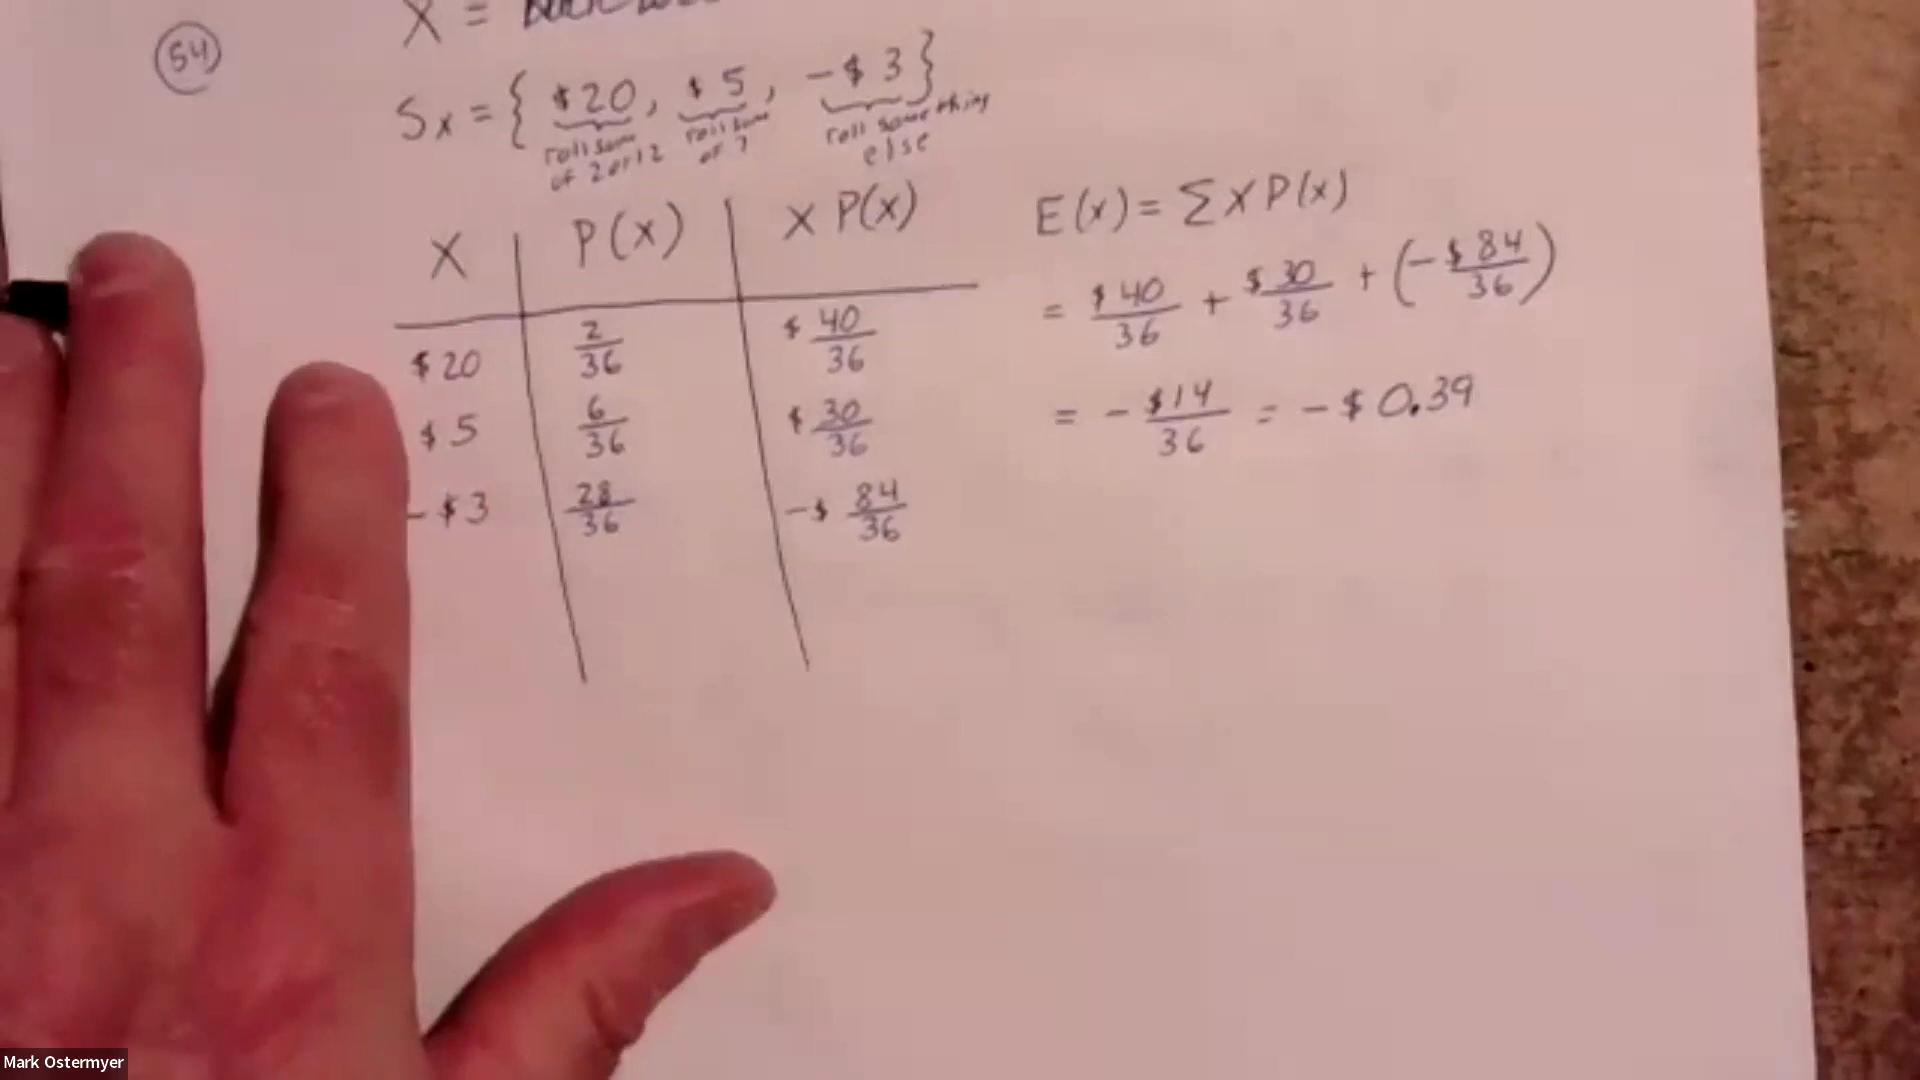 X =
54
Sx = { $20, $5, -$3 }
roll sum of 2 or 12
roll sum of 7
roll something else
X | P(x) | X P(x)
$20 | 2/36 | $ 40/36
$5 | 6/36 | $ 30/36
-$3 | 28/36 | -$ 84/36
E(x) = Σ X P(x)
= $40/36 + $30/36 + (-$84/36)
= -$14/36 = -$0.39
Mark Ostermyer